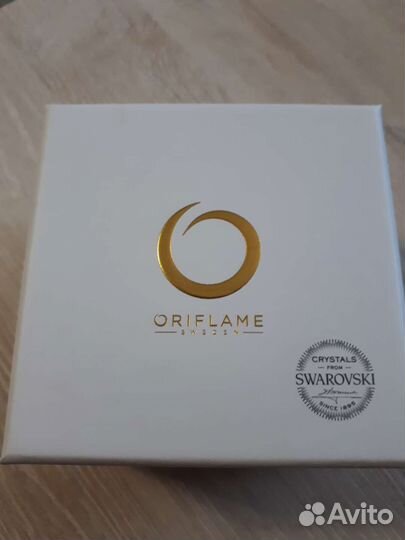 ORIFLAME
SWEDEN
CRYSTALS
FROM
SWAROVSKI
SINCE 1895
Avito